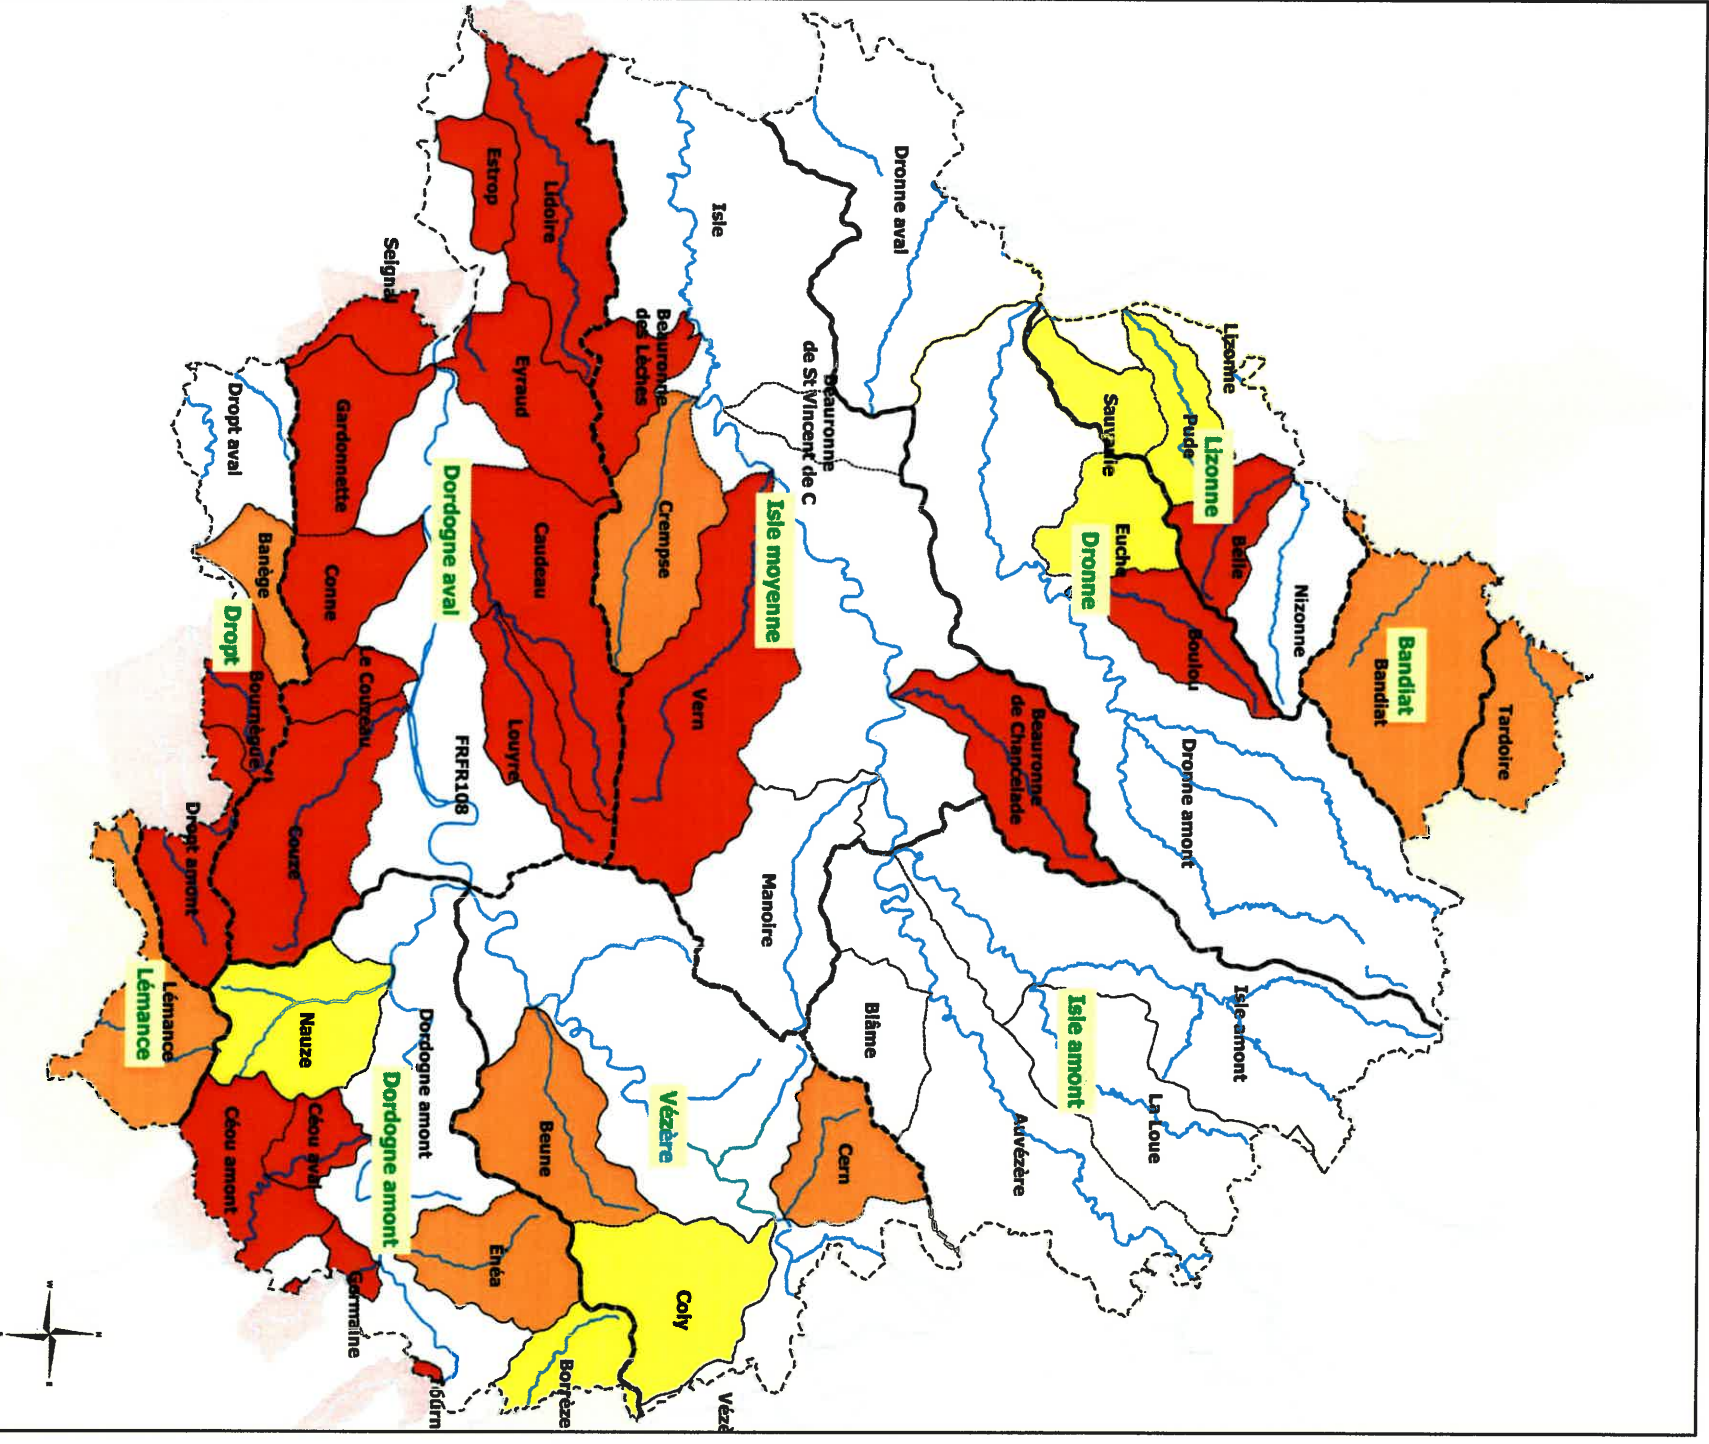 Tardoire
Bandiat
Bandiat
Nizonne
Lizonne
Belle
Isle amont
Lizonne
Pude
Boulou
Dronne amont
La Loue
Euche
Sauvanie
Dronne
Isle amont
Beauronne
de Chancelade
Auvézère
Dronne aval
Blâme
Cern
Beauronne
de St Vincent de C
Isle moyenne
Manoire
Vézè
Isle
Vern
Coly
Vézère
Crempse
Beauronne
des Lèches
Borrèze
Lidoire
Beune
Caudeau
Eyraud
Louyre
Enéa
Estrop
FRFR108
Dordogne aval
Dordogne amont
Dordogne amont
Seignal
Le Couzeau
Germaine
Gardonnette
Conne
Nauze
Céou aval
Couze
Banège
Bournègue
Dropt aval
Dropt
Céou amont
Dropt amont
Lémance
Lémance
N
E
W